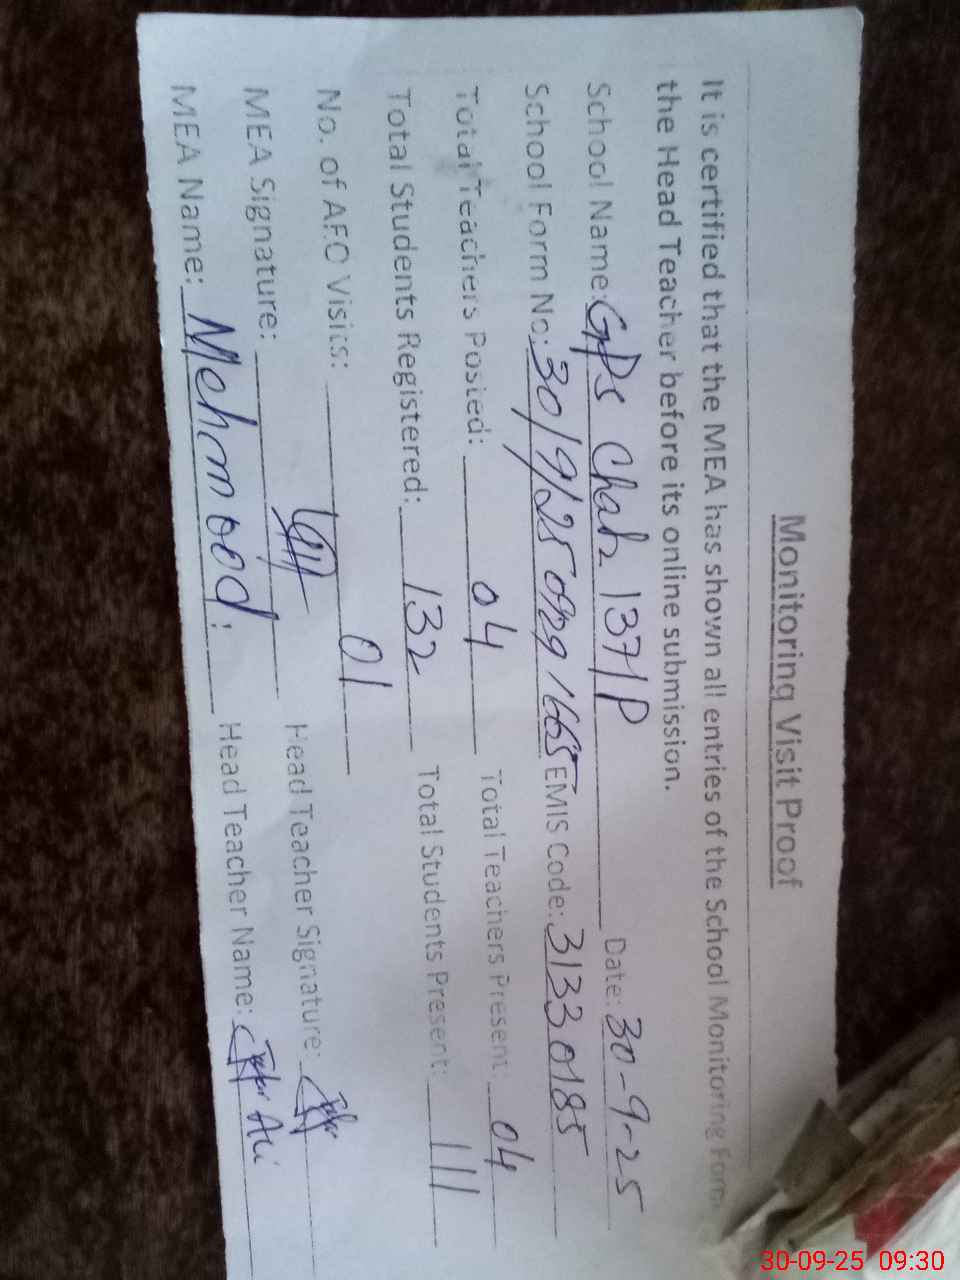 Monitoring Visit Proof
It is certified that the MEA has shown all entries of the School Monitoring Form
the Head Teacher before its online submission.
School Name: GPS Chak 137/P Date: 30-9-25
School Form No: 30/9/25 0909 1665 EMIS Code: 31330185
Total Teachers Posted: 04 Total Teachers Present: 04
Total Students Registered: 132 Total Students Present: 111
No. of AEO Visits: 01
MEA Signature: Head Teacher Signature:
MEA Name: Mehmood Head Teacher Name: Ali
30-09-25 09:30